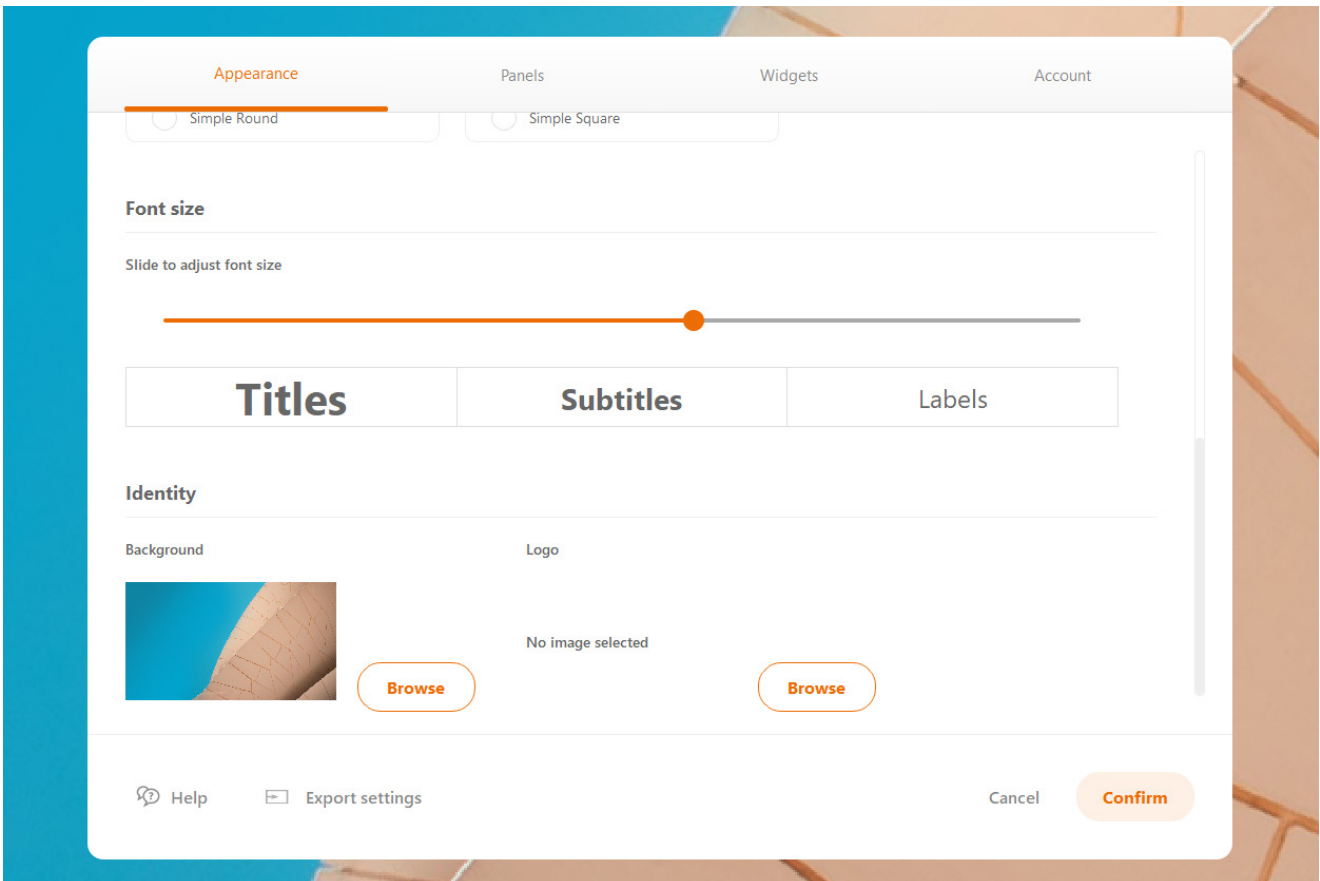 Appearance Panels Widgets Account
Simple Round Simple Square
Font size
Slide to adjust font size
Titles Subtitles Labels
Identity
Background Logo
No image selected
Browse Browse
Help Export settings Cancel Confirm